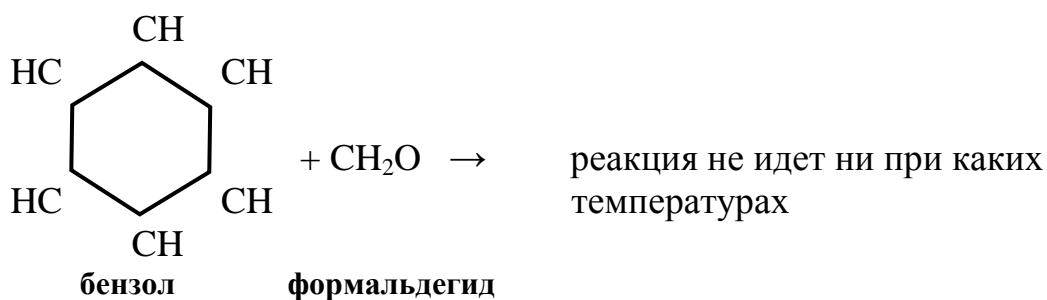 CH
HC CH
+ CH₂O → реакция не идет ни при каких
HC CH температурах
CH
бензол формальдегид